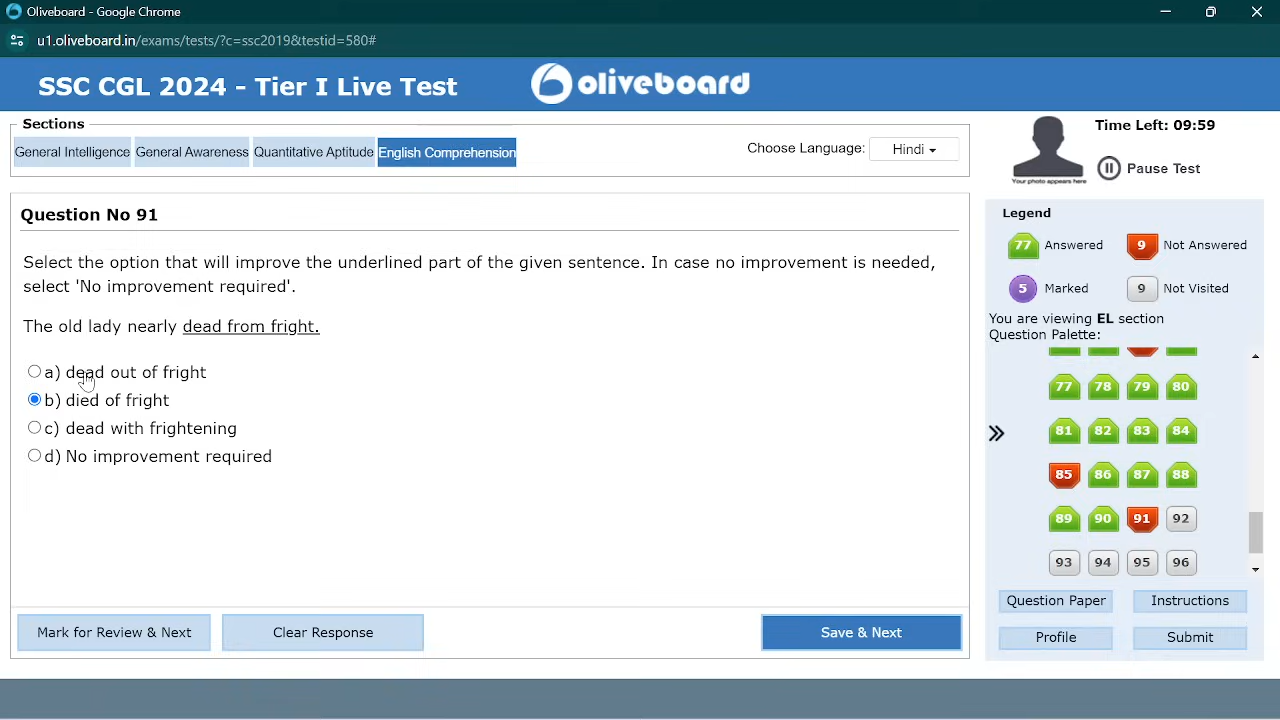 Oliveboard - Google Chrome
u1.oliveboard.in/exams/tests/?c=ssc2019&testid=580#
SSC CGL 2024 - Tier I Live Test
oliveboard
Sections
General Intelligence
General Awareness
Quantitative Aptitude
English Comprehension
Choose Language:
Hindi
Your photo appears here
Time Left: 09:59
Pause Test
Question No 91
Select the option that will improve the underlined part of the given sentence. In case no improvement is needed,
select 'No improvement required'.
The old lady nearly dead from fright.
a) dead out of fright
b) died of fright
c) dead with frightening
d) No improvement required
Mark for Review & Next
Clear Response
Save & Next
Legend
77 Answered
9 Not Answered
5 Marked
9 Not Visited
You are viewing EL section
Question Palette:
77 78 79 80
81 82 83 84
85 86 87 88
89 90 91 92
93 94 95 96
Question Paper
Instructions
Profile
Submit